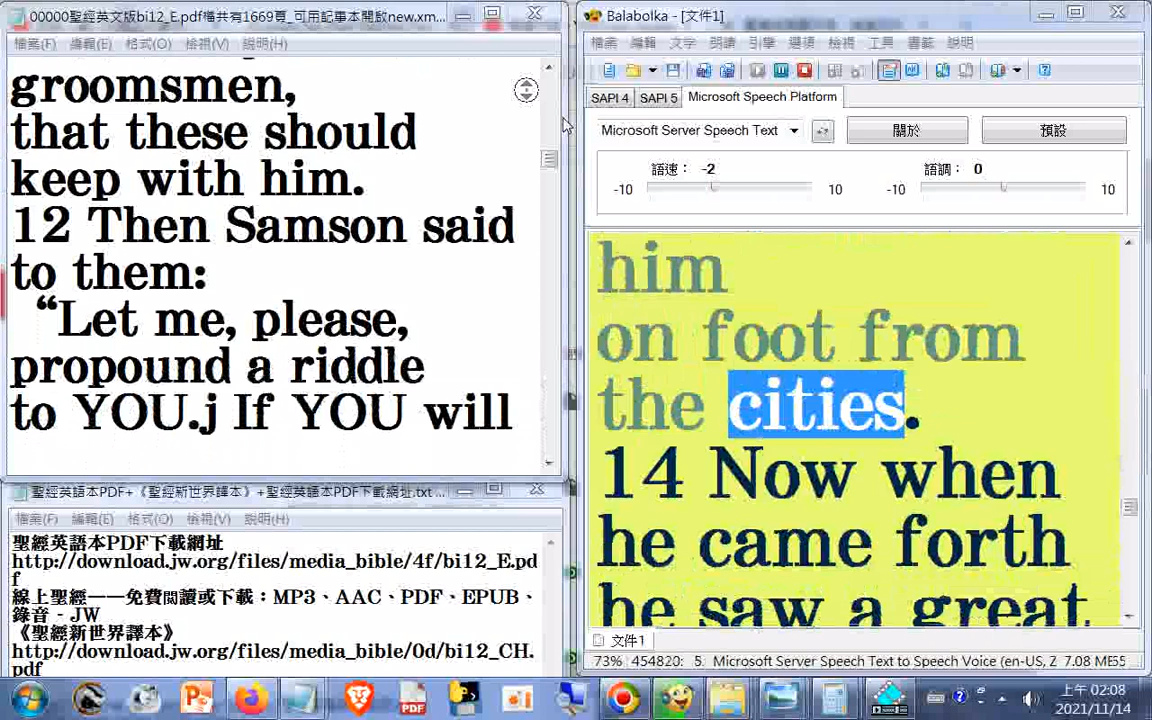 00000聖經英文版bi12_E.pdf檔共有1669頁_可用記事本開啟new.xm...
檔案(F) 編輯(E) 格式(O) 檢視(V) 說明(H)
groomsmen,
that these should
keep with him.
12 Then Samson said
to them:
“Let me, please,
propound a riddle
to YOU.j If YOU will
聖經英語本PDF+《聖經新世界譯本》+聖經英語本PDF下載網址.txt ...
檔案(F) 編輯(E) 格式(O) 檢視(V) 說明(H)
聖經英語本PDF下載網址
http://download.jw.org/files/media_bible/4f/bi12_E.pd
f
線上聖經——免費閱讀或下載：MP3、AAC、PDF、EPUB、
錄音 - JW
《聖經新世界譯本》
http://download.jw.org/files/media_bible/0d/bi12_CH.
pdf
Balabolka - [文件1]
檔案 編輯 文字 朗讀 引擎 選項 檢視 工具 書籤 說明
SAPI 4 SAPI 5 Microsoft Speech Platform
Microsoft Server Speech Text 關於 預設
語速： -2 語調： 0
-10 10 -10 10
him
on foot from
the cities.
14 Now when
he came forth
he saw a great
文件1
73% 454820: 5. Microsoft Server Speech Text to Speech Voice (en-US, Z 7.08 ME55
上午 02:08
2021/11/14